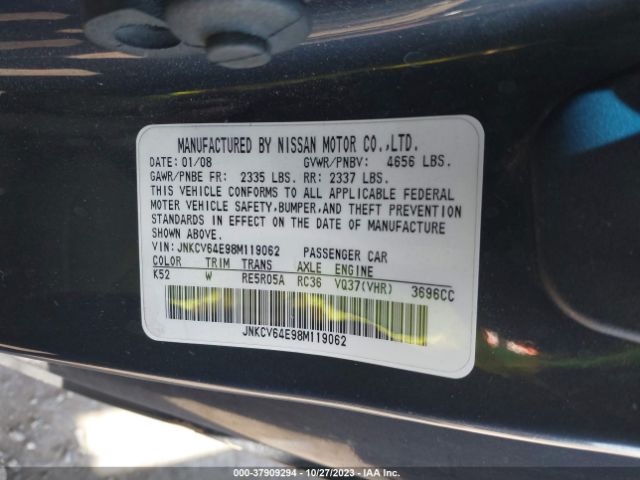 MANUFACTURED BY NISSAN MOTOR CO.,LTD.
DATE: 01/08 GVWR/PNBV: 4656 LBS.
GAWR/PNBE FR: 2335 LBS. RR: 2337 LBS.
THIS VEHICLE CONFORMS TO ALL APPLICABLE FEDERAL
MOTOR VEHICLE SAFETY,BUMPER,AND THEFT PREVENTION
STANDARDS IN EFFECT ON THE DATE OF MANUFACTURE
SHOWN ABOVE.
VIN: JNKCV64E98M119062 PASSENGER CAR
COLOR TRIM TRANS AXLE ENGINE
K52 W RE5R05A RC36 VQ37(VHR) 3696CC
JNKCV64E98M119062
000-37909294 - 10/27/2023 - IAA Inc.